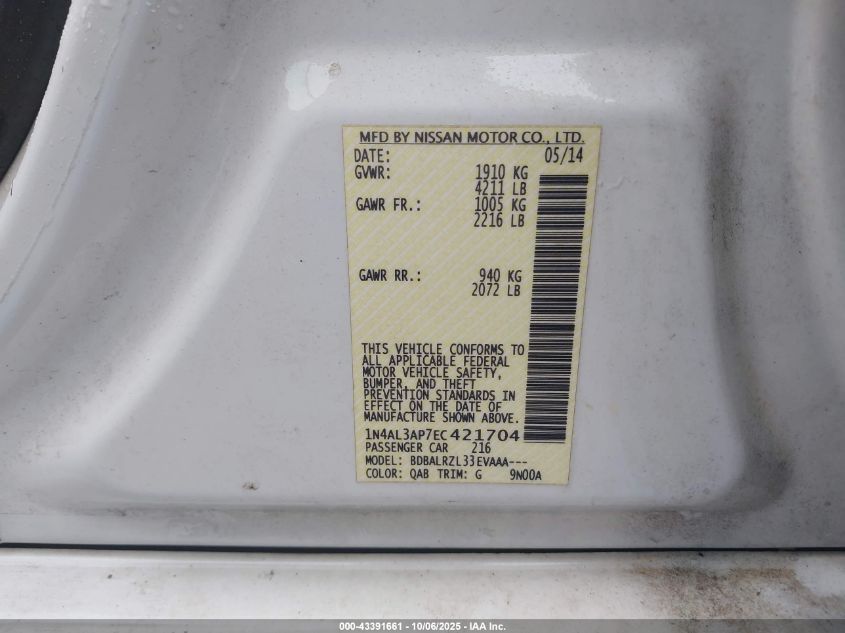 MFD BY NISSAN MOTOR CO., LTD.
DATE: 05/14
GVWR: 1910 KG
4211 LB
GAWR FR.: 1005 KG
2216 LB
GAWR RR.: 940 KG
2072 LB
THIS VEHICLE CONFORMS TO
ALL APPLICABLE FEDERAL
MOTOR VEHICLE SAFETY,
BUMPER, AND THEFT
PREVENTION STANDARDS IN
EFFECT ON THE DATE OF
MANUFACTURE SHOWN ABOVE.
1N4AL3AP7EC421704
PASSENGER CAR 216
MODEL: BDBALRZL33EVAAA---
COLOR: QAB TRIM: G 9N00A
000-43391661 - 10/06/2025 - IAA Inc.